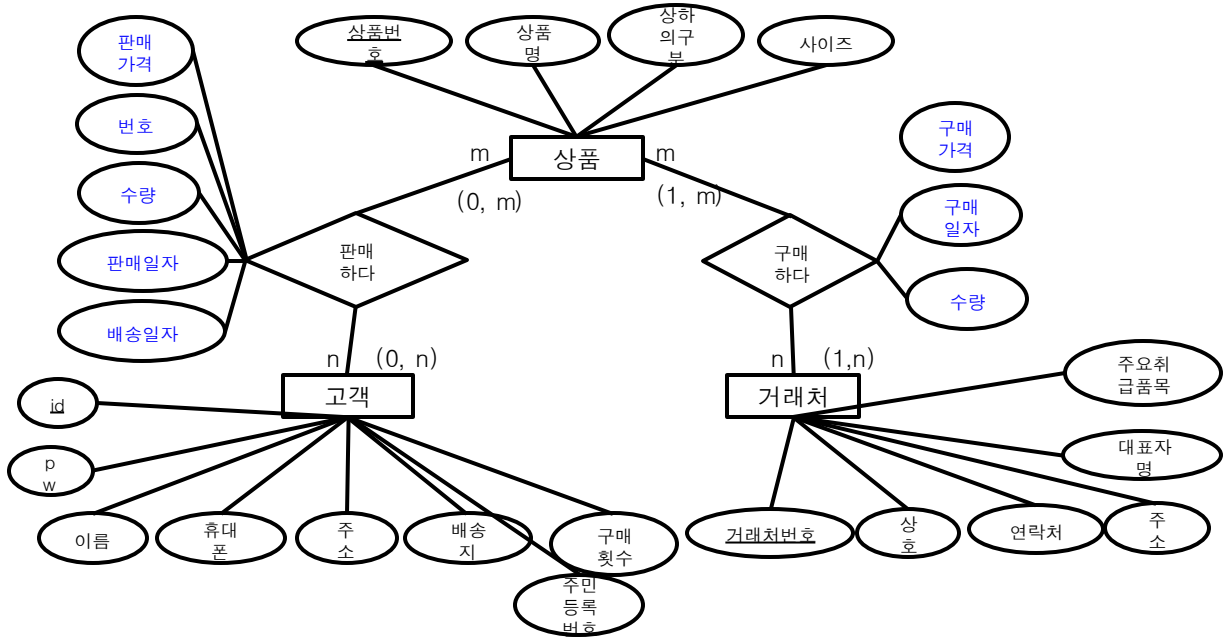 판매
가격
상품번
호
상품
명
상하
의구
분
사이즈
번호
구매
가격
m
상품
m
수량
(0, m)
(1, m)
구매
일자
판매일자
판매
하다
구매
하다
수량
배송일자
n
(0, n)
n
(1,n)
주요취
급품목
id
고객
거래처
대표자
명
p
w
이름
휴대
폰
주
소
배송
지
구매
횟수
거래처번호
상
호
연락처
주
소
주민
등록
번호